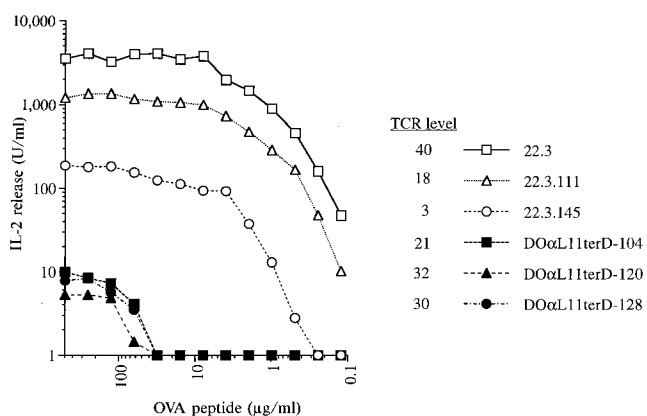 10,000
1,000
100
10
1
IL-2 release (U/ml)
100
10
1
0.1
OVA peptide (µg/ml)
TCR level
40 22.3
18 22.3.111
3 22.3.145
21 DOαL11terD-104
32 DOαL11terD-120
30 DOαL11terD-128